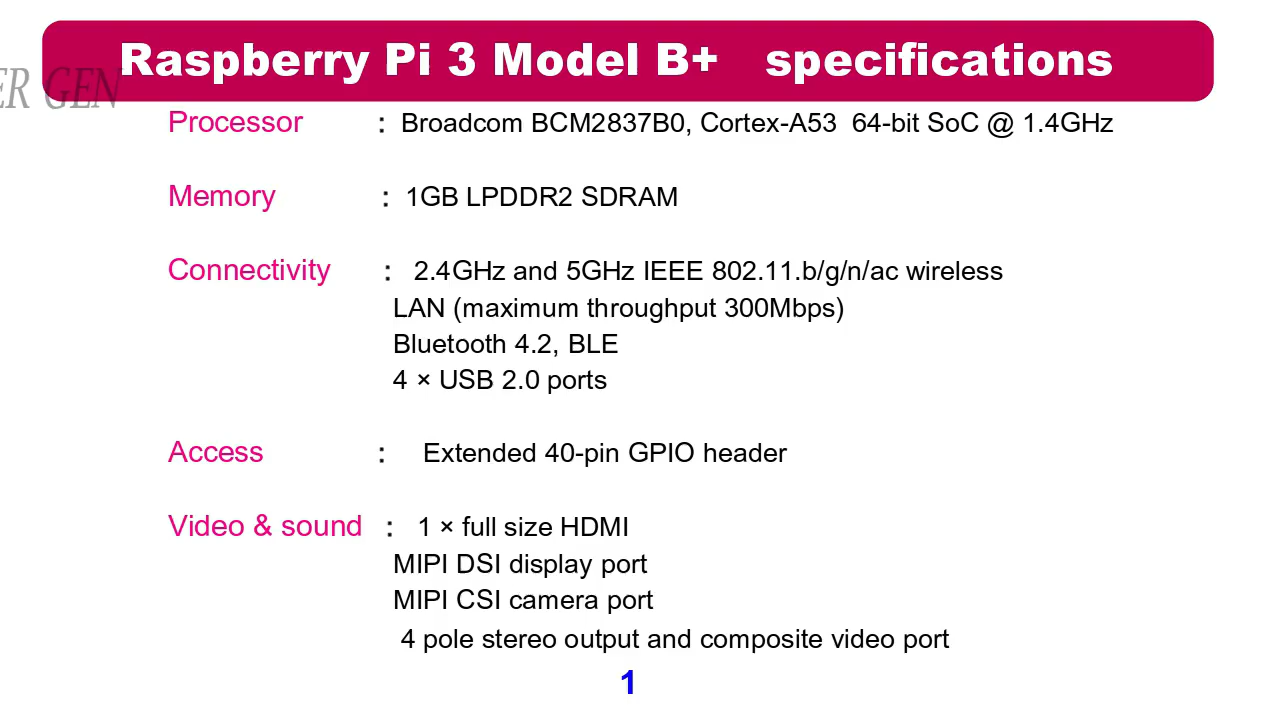 Raspberry Pi 3 Model B+ specifications
ER GEN
Processor : Broadcom BCM2837B0, Cortex-A53 64-bit SoC @ 1.4GHz
Memory : 1GB LPDDR2 SDRAM
Connectivity : 2.4GHz and 5GHz IEEE 802.11.b/g/n/ac wireless
LAN (maximum throughput 300Mbps)
Bluetooth 4.2, BLE
4 × USB 2.0 ports
Access : Extended 40-pin GPIO header
Video & sound : 1 × full size HDMI
MIPI DSI display port
MIPI CSI camera port
4 pole stereo output and composite video port
1